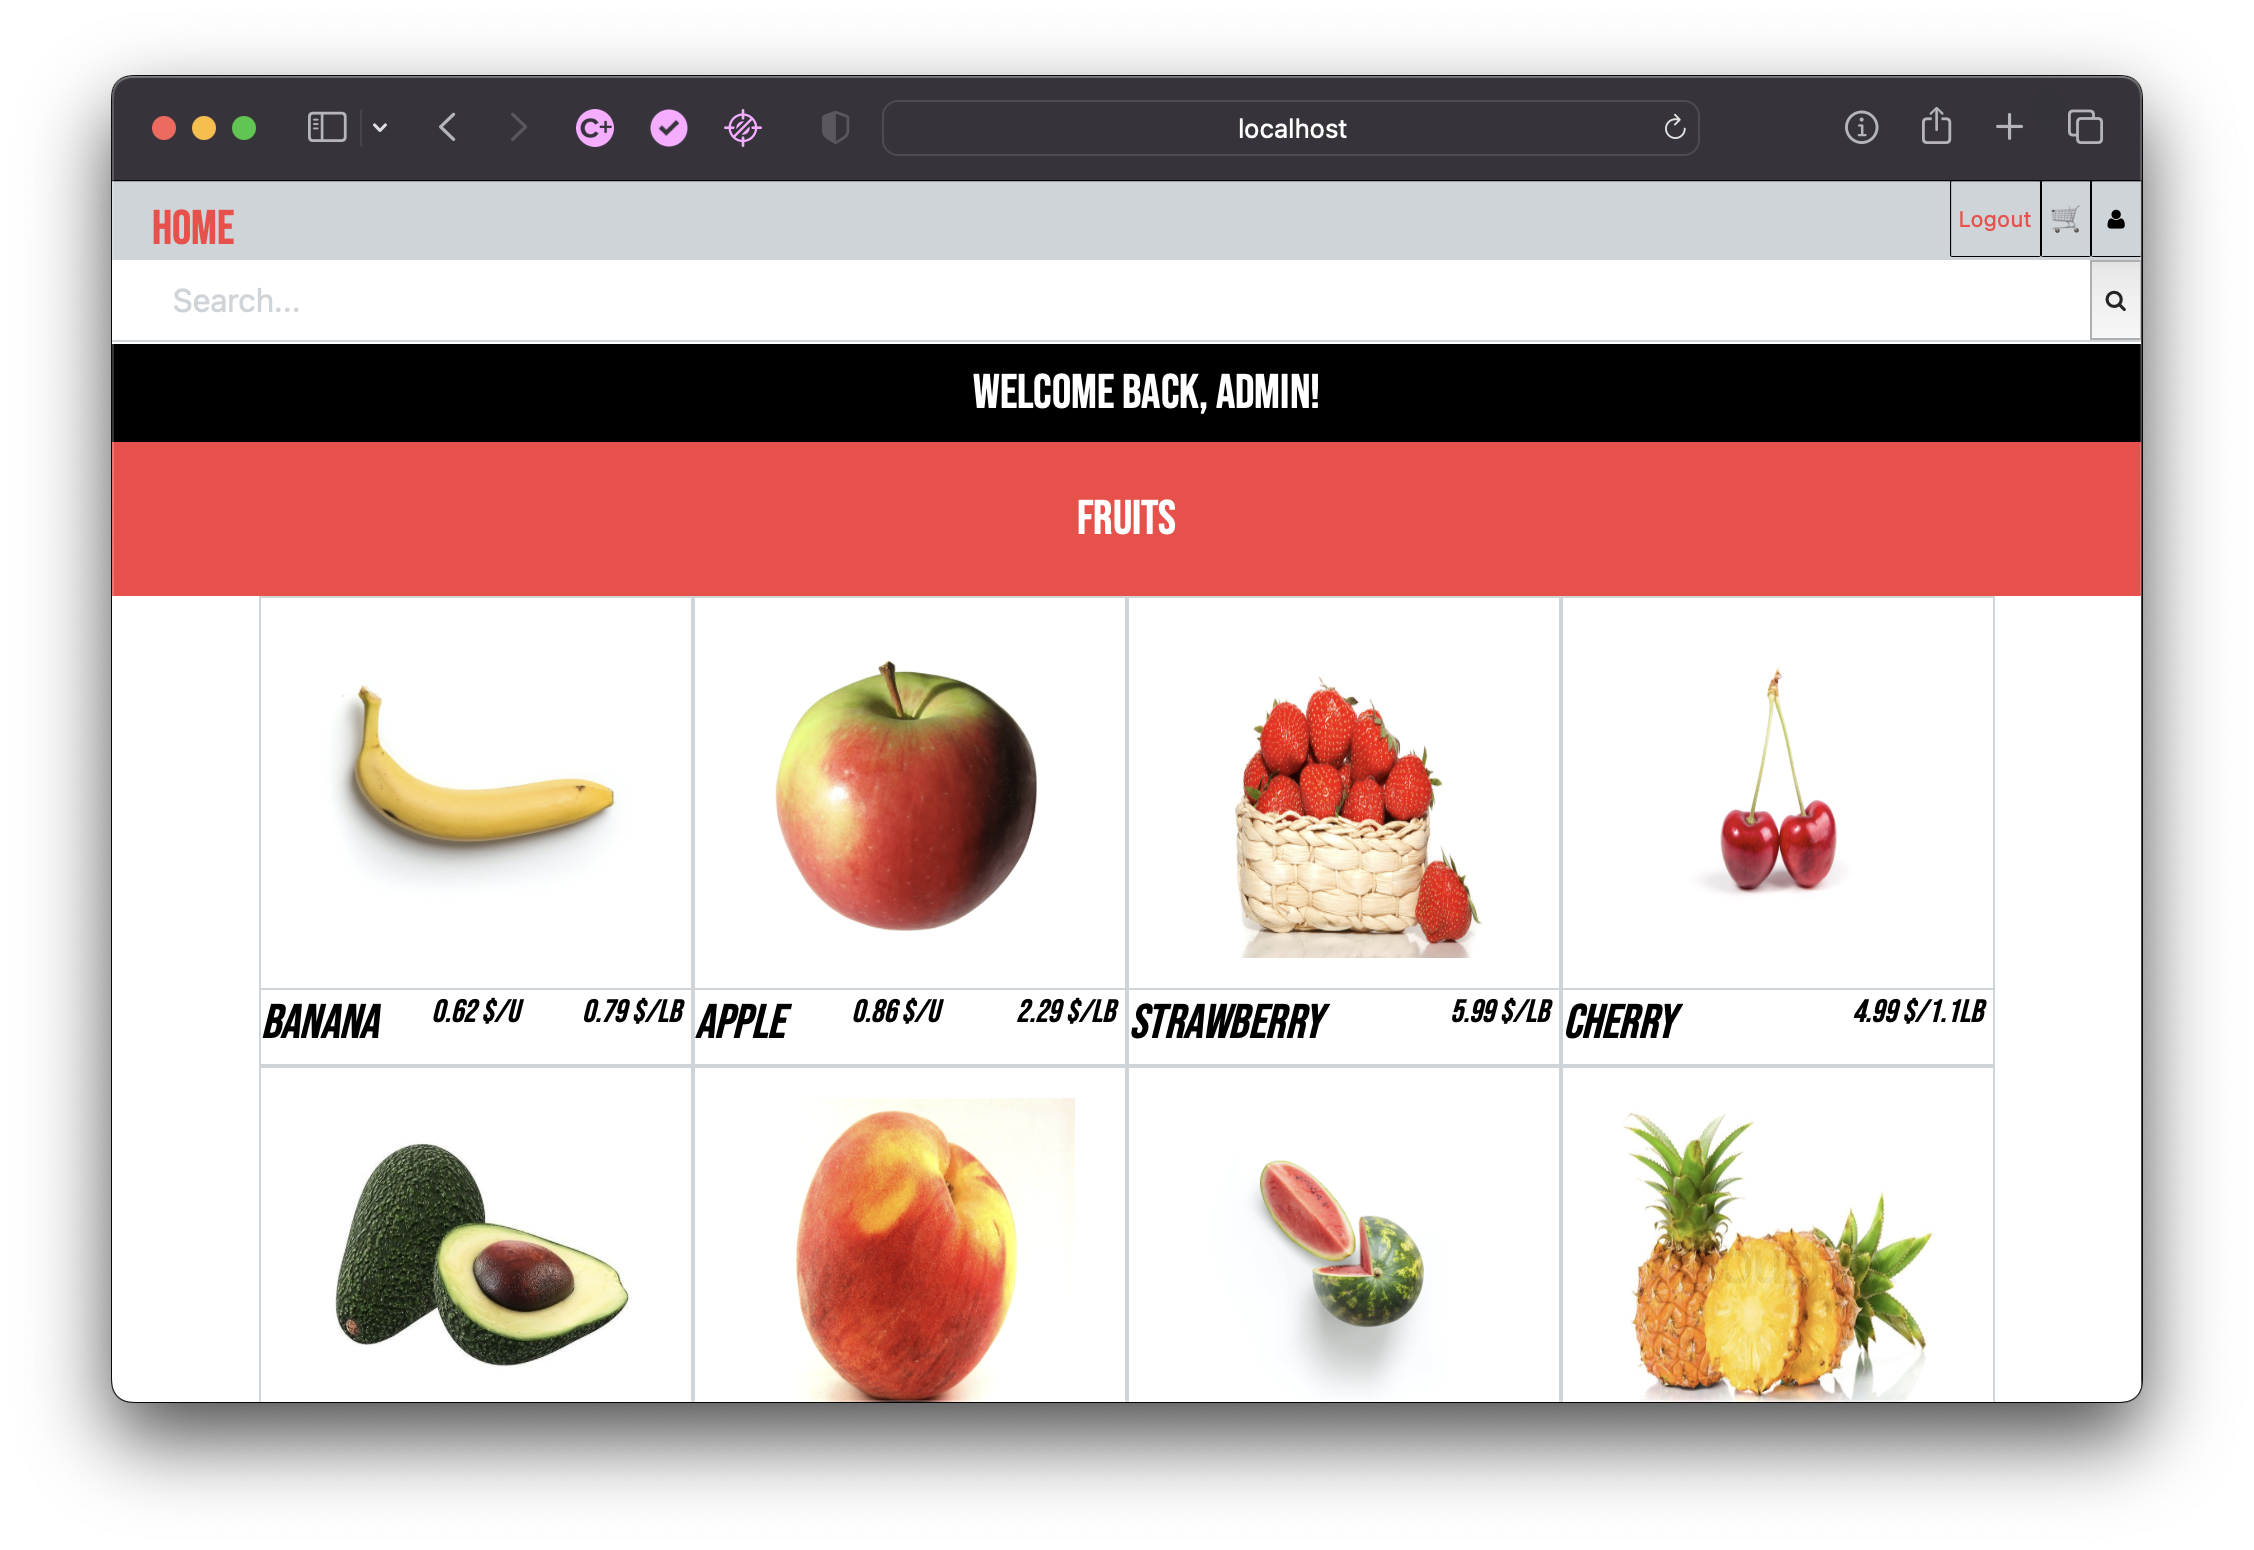 localhost
HOME
Logout
Search...
WELCOME BACK, ADMIN!
FRUITS
BANANA 0.62 $/U 0.79 $/LB
APPLE 0.86 $/U 2.29 $/LB
STRAWBERRY 5.99 $/LB
CHERRY 4.99 $/1.1LB